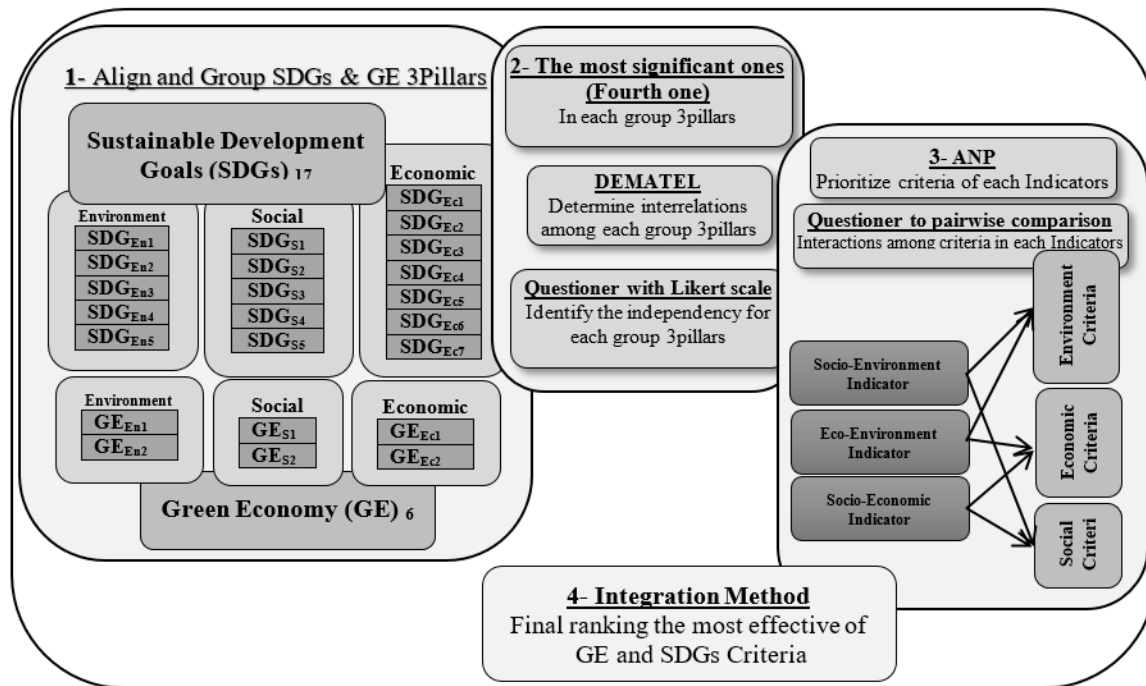 1- Align and Group SDGs & GE 3Pillars
Sustainable Development
Goals (SDGs) 17
Environment
SDGEn1
SDGEn2
SDGEn3
SDGEn4
SDGEn5
Social
SDGS1
SDGS2
SDGS3
SDGS4
SDGS5
Economic
SDGEc1
SDGEc2
SDGEc3
SDGEc4
SDGEc5
SDGEc6
SDGEc7
Environment
GEEn1
GEEn2
Social
GES1
GES2
Economic
GEEc1
GEEc2
Green Economy (GE) 6
2- The most significant ones
(Fourth one)
In each group 3pillars
DEMATEL
Determine interrelations
among each group 3pillars
Questioner with Likert scale
Identify the independency for
each group 3pillars
3- ANP
Prioritize criteria of each Indicators
Questioner to pairwise comparison
Interactions among criteria in each Indicators
Socio-Environment
Indicator
Eco-Environment
Indicator
Socio-Economic
Indicator
Environment
Criteria
Economic
Criteria
Social
Criteri
4- Integration Method
Final ranking the most effective of
GE and SDGs Criteria